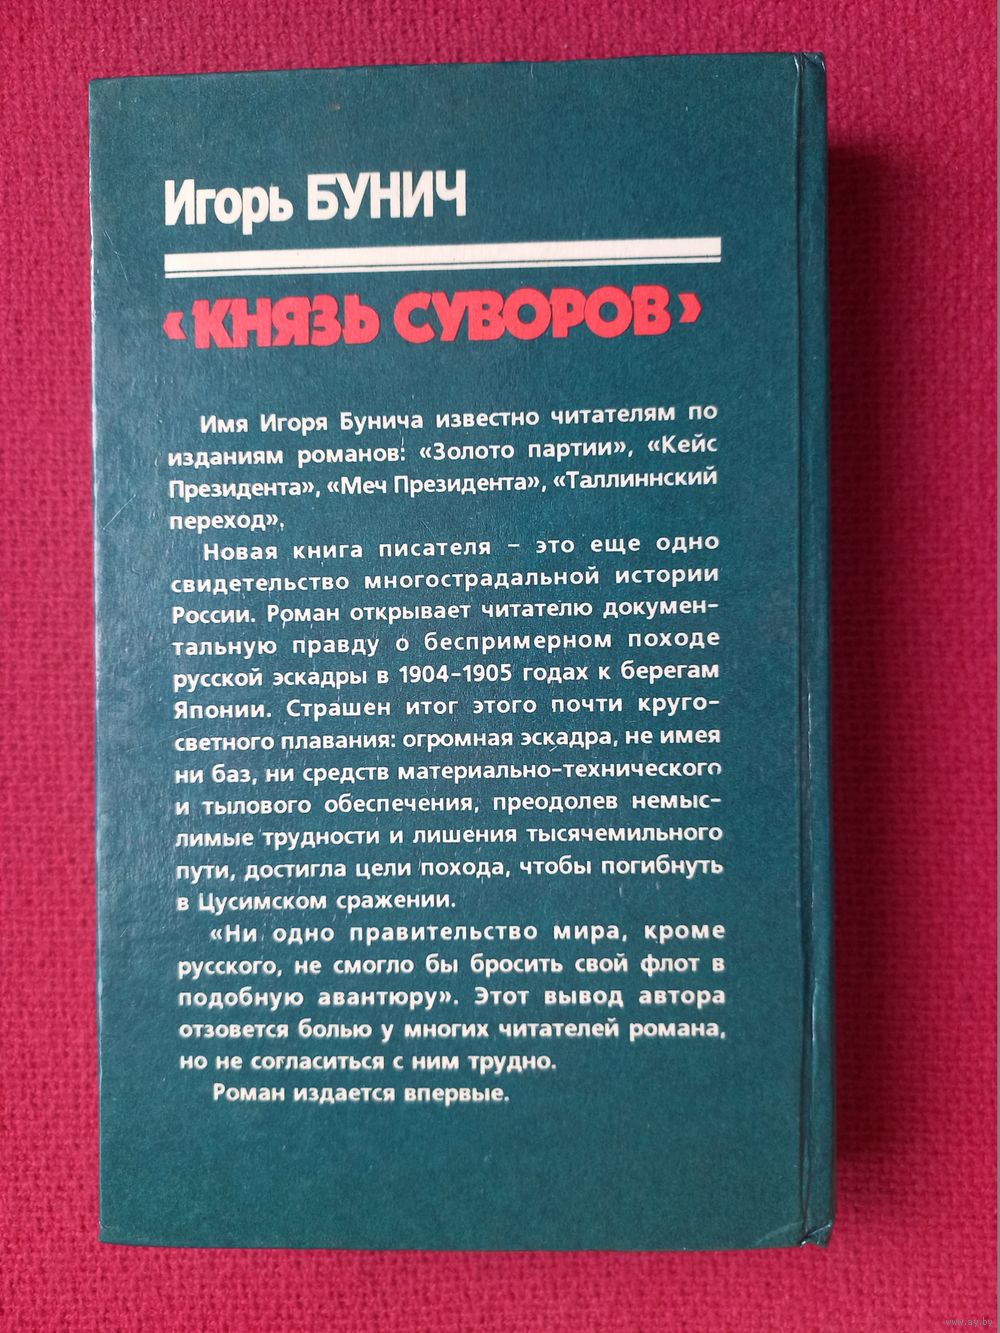 Игорь БУНИЧ
«КНЯЗЬ СУВОРОВ»
Имя Игоря Бунича известно читателям по
изданиям романов: «Золото партии», «Кейс
Президента», «Меч Президента», «Таллиннский
переход».
Новая книга писателя – это еще одно
свидетельство многострадальной истории
России. Роман открывает читателю докумен-
тальную правду о беспримерном походе
русской эскадры в 1904-1905 годах к берегам
Японии. Страшен итог этого почти круго-
светного плавания: огромная эскадра, не имея
ни баз, ни средств материально-технического
и тылового обеспечения, преодолев немыс-
лимые трудности и лишения тысячемильного
пути, достигла цели похода, чтобы погибнуть
в Цусимском сражении.
«Ни одно правительство мира, кроме
русского, не смогло бы бросить свой флот в
подобную авантюру». Этот вывод автора
отзовется болью у многих читателей романа,
но не согласиться с ним трудно.
Роман издается впервые.
www.ay.by